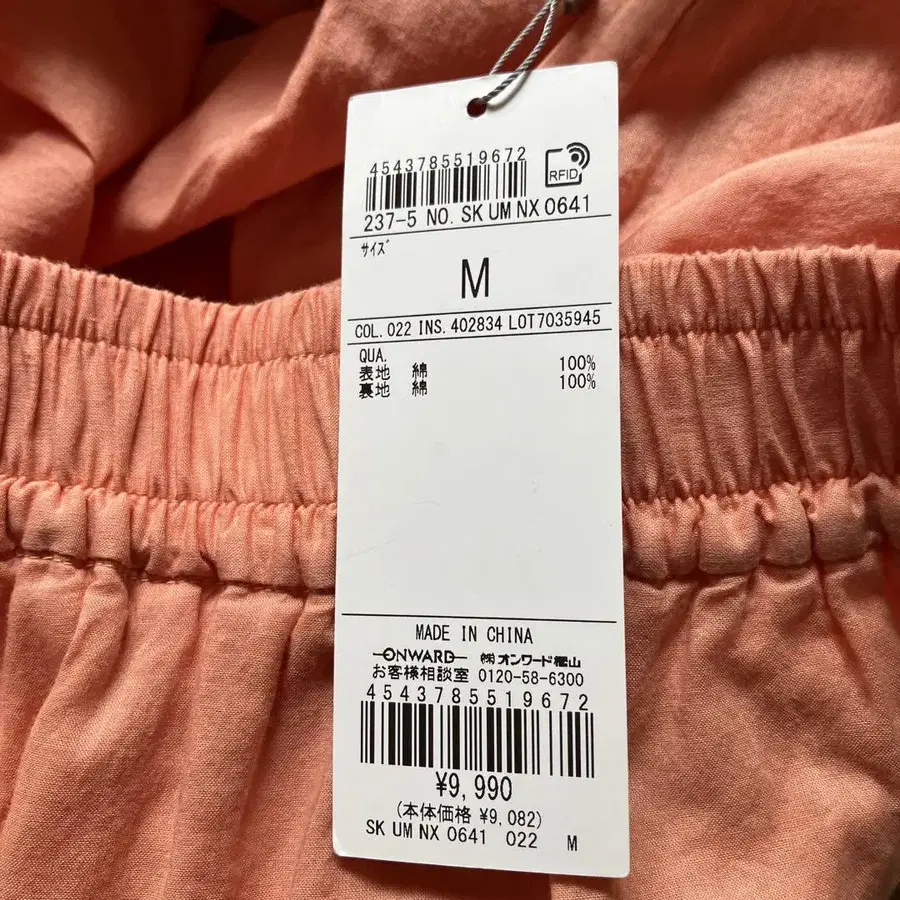 4543785519672
RFID
237-5 NO. SK UM NX 0641
サイズ
M
COL. 022 INS. 402834 LOT7035945
QUA.
表地 綿 100%
裏地 綿 100%
MADE IN CHINA
ONWARD ㈱オンワード樫山
お客様相談室 0120-58-6300
4543785519672
¥9,990
(本体価格 ¥9,082)
SK UM NX 0641 022 M